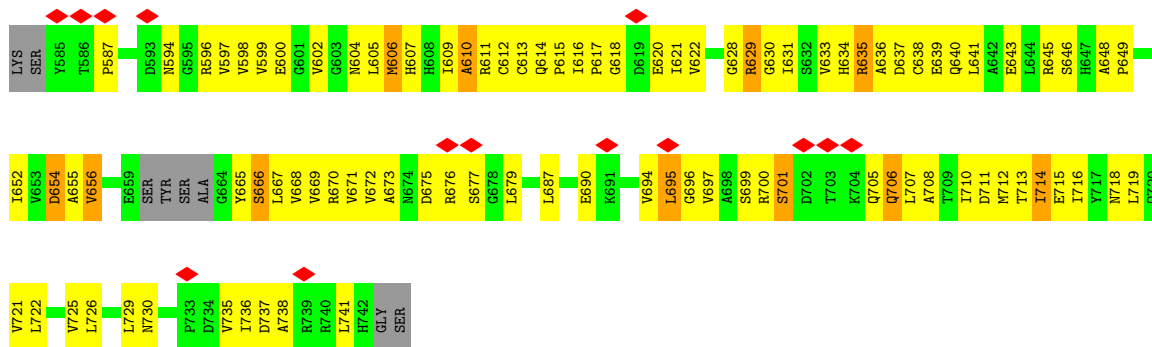 LYS SER Y585 T586 P587 D593 N594 G595 R596 V597 V598 V599 E600 G601 V602 G603 N604 L605 M606 H607 H608 I609 A610 R611 C612 C613 Q614 P615 I616 P617 G618 D619 E620 I621 V622 G628 R629 G630 I631 S632 V633 H634 R635 A636 D637 C638 E639 Q640 L641 A642 E643 L644 R645 S646 H647 A648 P649
I652 V653 D654 A655 V656 E659 SER TYR SER ALA G664 Y665 S666 L667 V668 V669 R670 V671 V672 A673 N674 D675 R676 S677 G678 L679 L687 E690 K691 V694 L695 G696 V697 A698 S699 R700 S701 D702 T703 K704 Q705 Q706 L707 A708 T709 I710 D711 M712 T713 I714 E715 I716 Y717 N718 L719
V721 L722 V725 L726 L729 N730 P733 D734 V735 I736 D737 A738 R739 R740 L741 H742 GLY SER